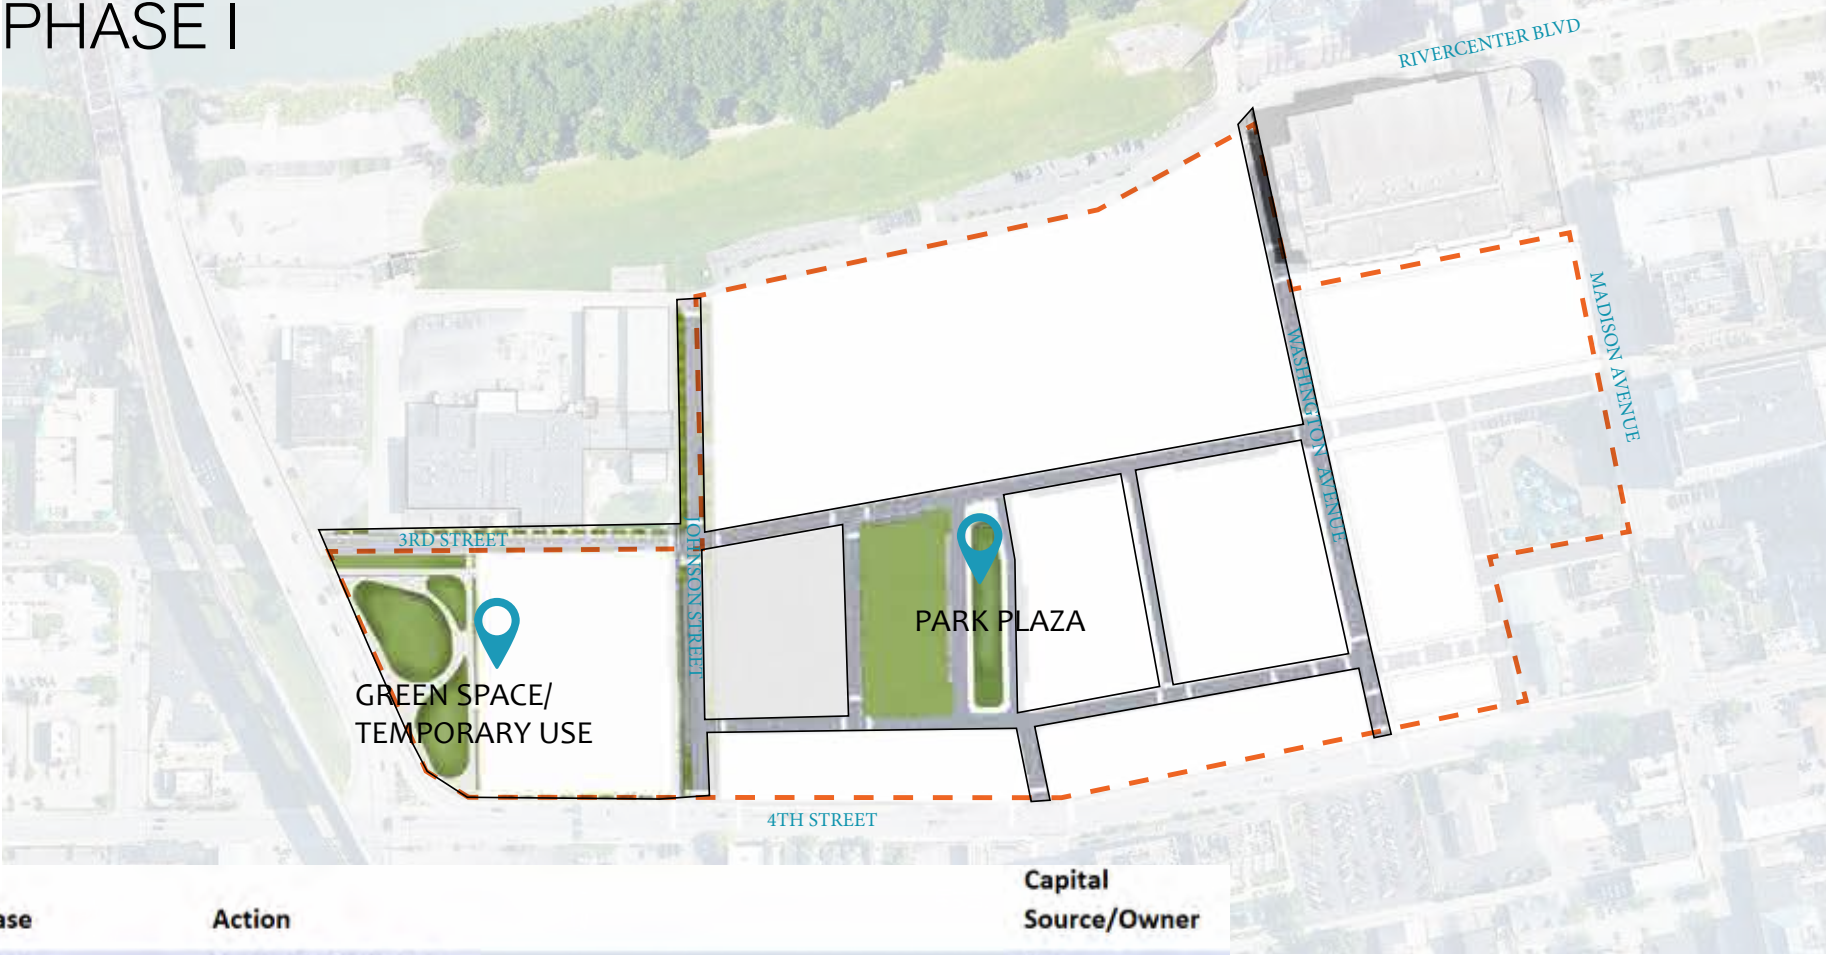 PHASE I
RIVERCENTER BLVD
MADISON AVENUE
WASHINGTON AVENUE
3RD STREET
JOHNSON STREET
PARK PLAZA
GREEN SPACE/
TEMPORARY USE
4TH STREET
Capital
ase Action Source/Owner